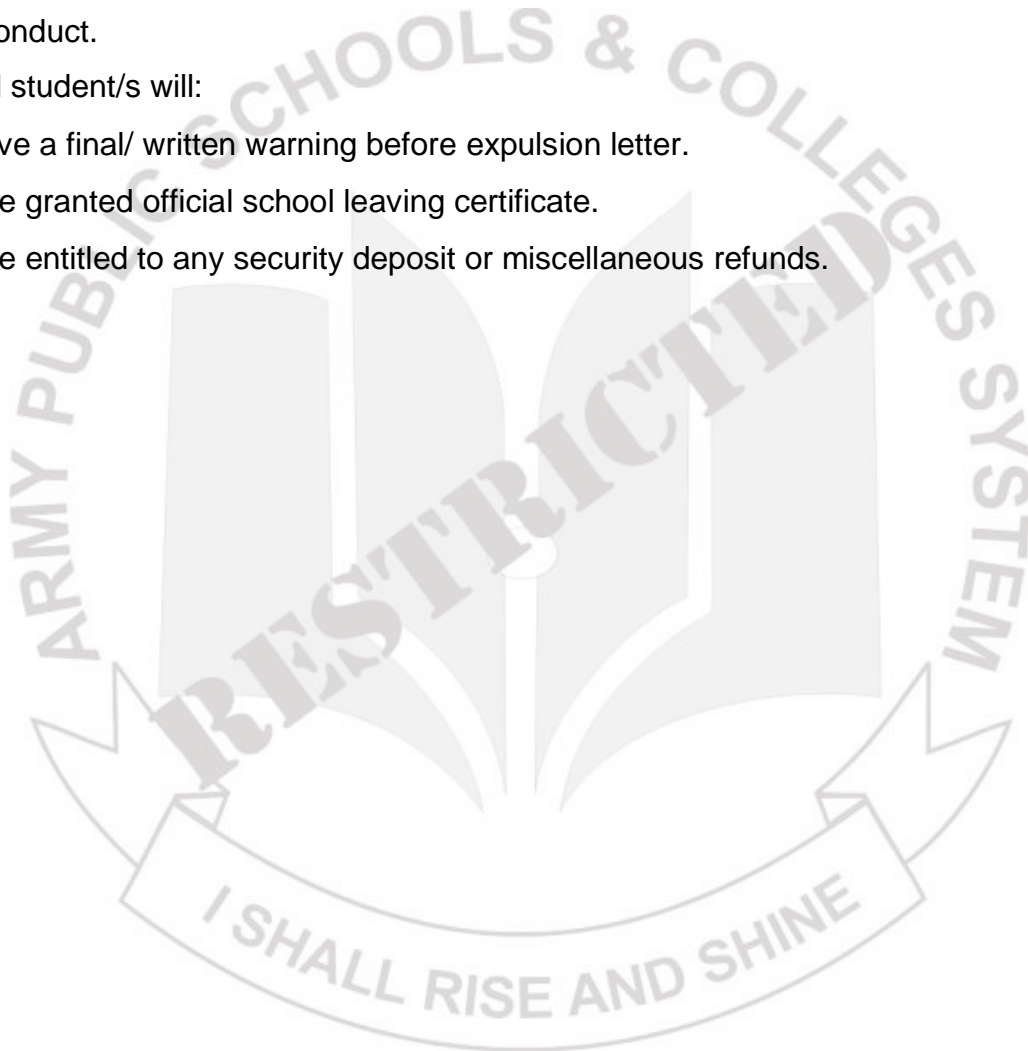 onduct.
student/s will:
ve a final/ written warning before expulsion letter.
e granted official school leaving certificate.
e entitled to any security deposit or miscellaneous refunds.
ARMY PUBLIC SCHOOLS & COLLEGES SYSTEM
RESTRICTED
I SHALL RISE AND SHINE